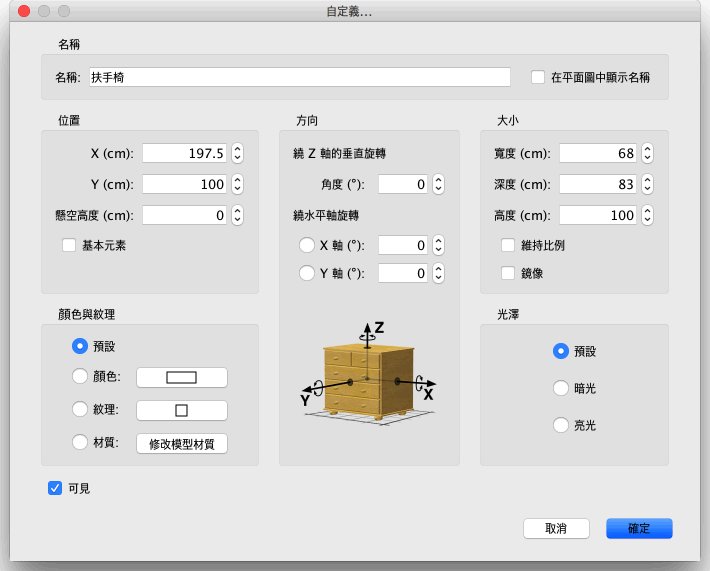 自定義...
名稱
名稱: 扶手椅 在平面圖中顯示名稱
位置
X (cm): 197.5
Y (cm): 100
懸空高度 (cm): 0
基本元素
方向
繞 Z 軸的垂直旋轉
角度 (°): 0
繞水平軸旋轉
X 軸 (°): 0
Y 軸 (°): 0
Z
Y
X
大小
寬度 (cm): 68
深度 (cm): 83
高度 (cm): 100
維持比例
鏡像
顏色與紋理
預設
顏色:
紋理:
材質: 修改模型材質
光澤
預設
暗光
亮光
可見
取消 確定